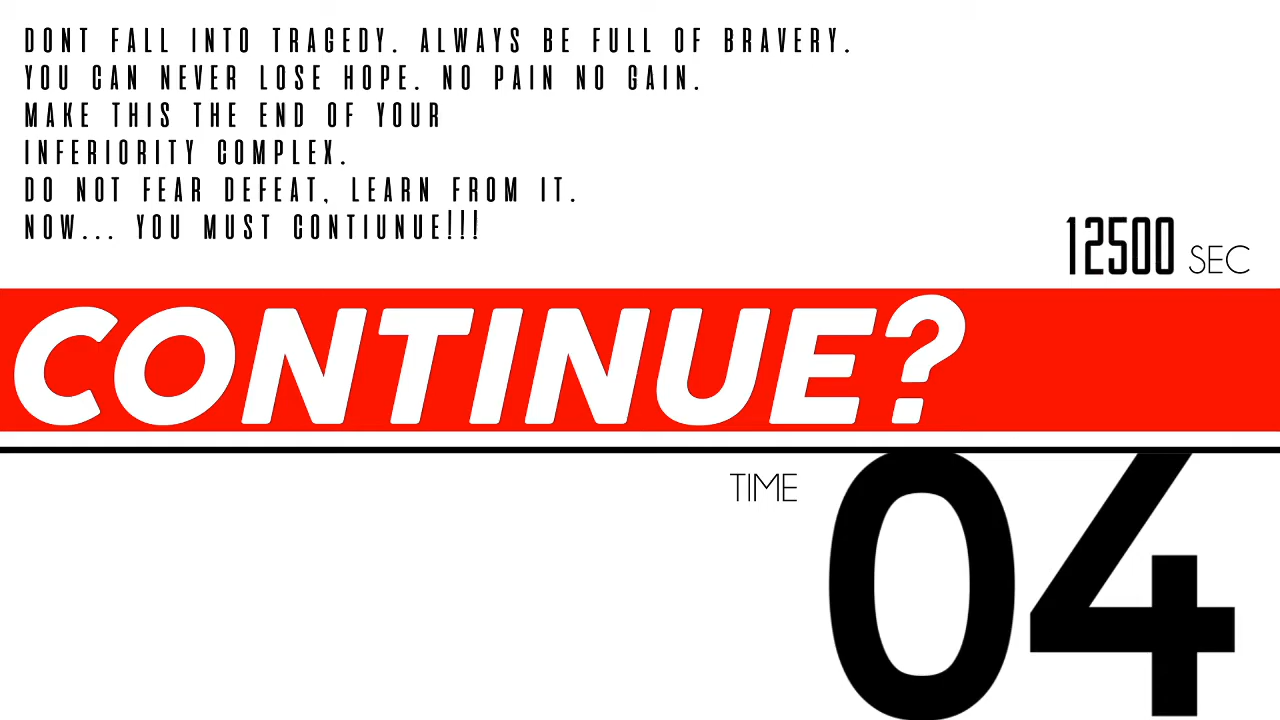 DONT FALL INTO TRAGEDY. ALWAYS BE FULL OF BRAVERY.
YOU CAN NEVER LOSE HOPE. NO PAIN NO GAIN.
MAKE THIS THE END OF YOUR
INFERIORITY COMPLEX.
DO NOT FEAR DEFEAT, LEARN FROM IT.
NOW... YOU MUST CONTIUNUE!!!
12500 SEC
CONTINUE?
TIME 04